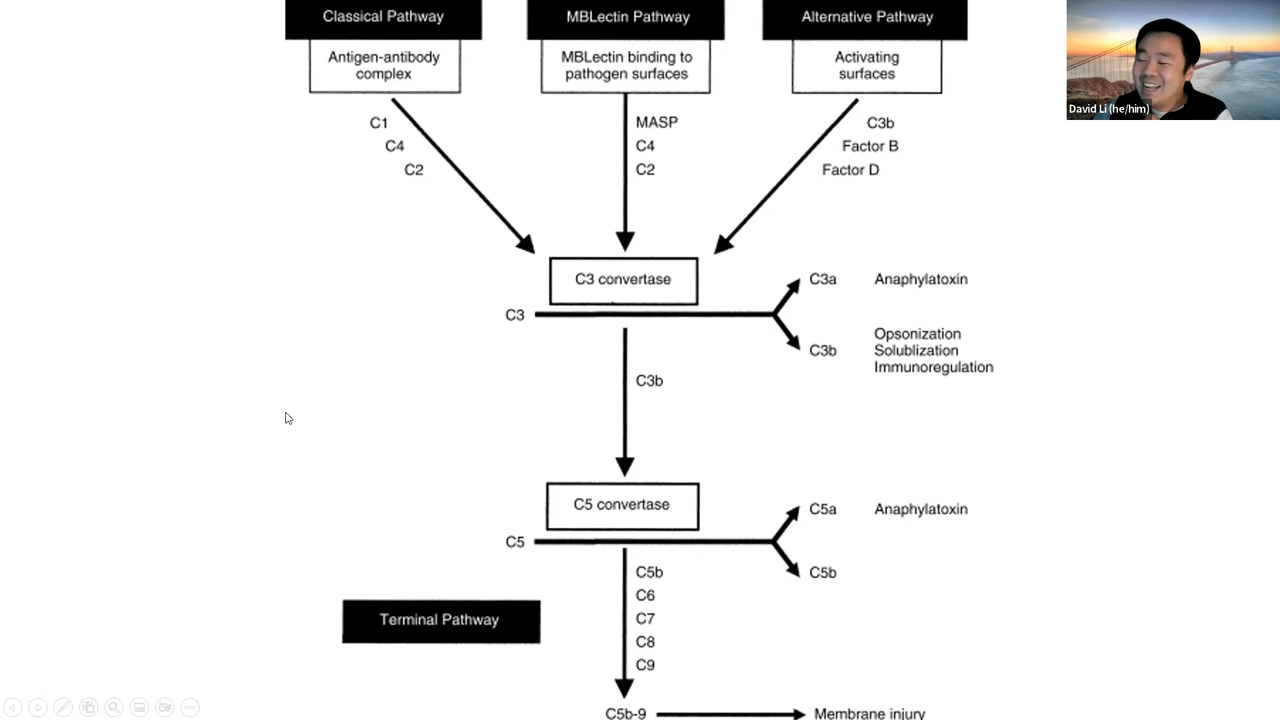 Classical Pathway
MBLectin Pathway
Alternative Pathway
Antigen-antibody
complex
MBLectin binding to
pathogen surfaces
Activating
surfaces
David Li (he/him)
C1
C4
C2
MASP
C4
C2
C3b
Factor B
Factor D
C3 convertase
C3
C3a
Anaphylatoxin
C3b
Opsonization
Solublization
Immunoregulation
C3b
C5 convertase
C5
C5a
Anaphylatoxin
C5b
C5b
C6
C7
C8
C9
Terminal Pathway
C5b-9
Membrane injury